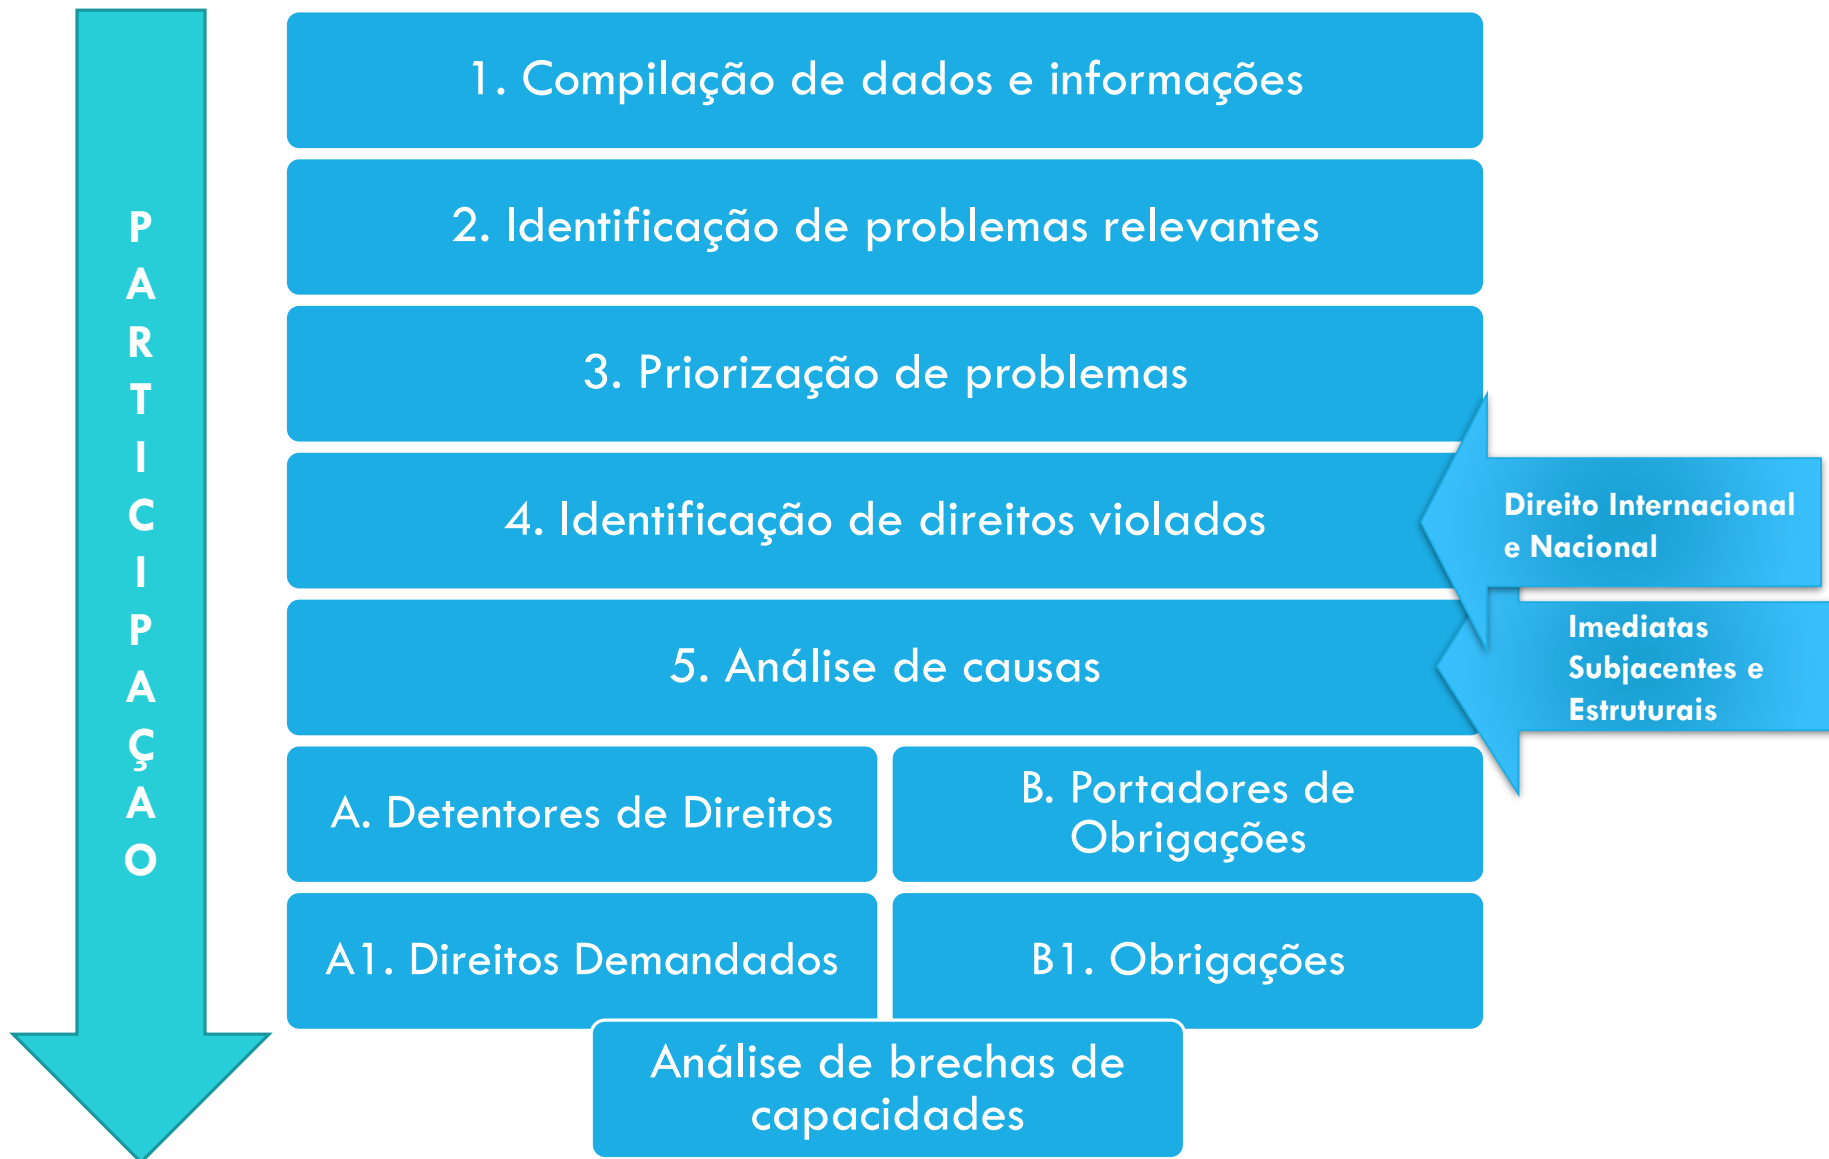 PARTICIPAÇAO
1. Compilação de dados e informações
2. Identificação de problemas relevantes
3. Priorização de problemas
4. Identificação de direitos violados
Direito Internacional
e Nacional
5. Análise de causas
Imediatas
Subjacentes e
Estruturais
A. Detentores de Direitos
B. Portadores de
Obrigações
A1. Direitos Demandados
B1. Obrigações
Análise de brechas de
capacidades